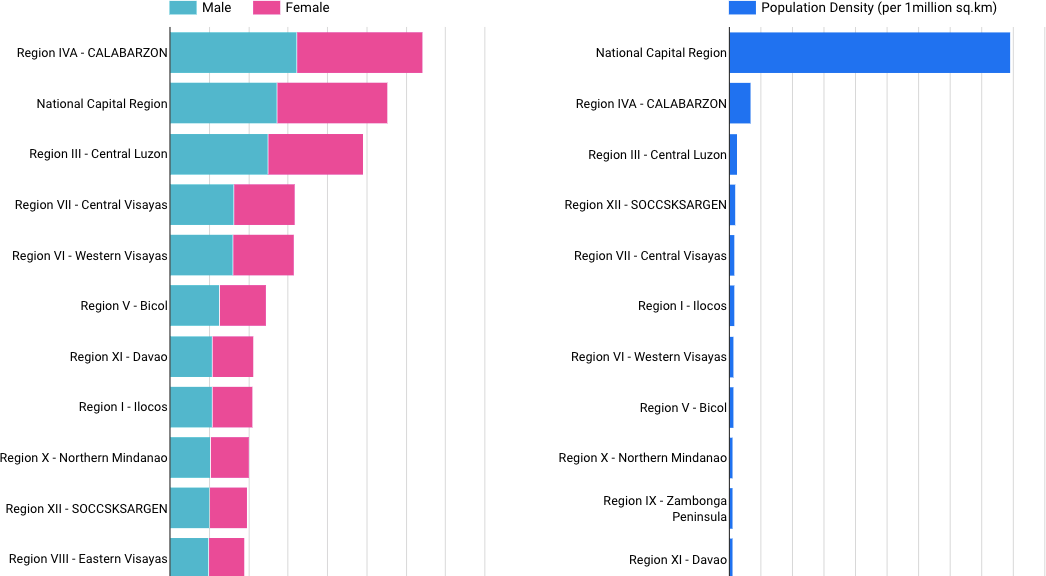 Male Female
Region IVA - CALABARZON
National Capital Region
Region III - Central Luzon
Region VII - Central Visayas
Region VI - Western Visayas
Region V - Bicol
Region XI - Davao
Region I - Ilocos
Region X - Northern Mindanao
Region XII - SOCCSKSARGEN
Region VIII - Eastern Visayas
Population Density (per 1million sq.km)
National Capital Region
Region IVA - CALABARZON
Region III - Central Luzon
Region XII - SOCCSKSARGEN
Region VII - Central Visayas
Region I - Ilocos
Region VI - Western Visayas
Region V - Bicol
Region X - Northern Mindanao
Region IX - Zambonga
Peninsula
Region XI - Davao